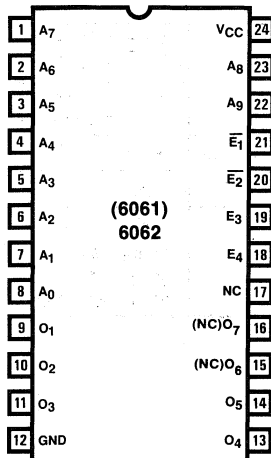 1 A7 VCC 24
2 A6 A8 23
3 A5 A9 22
4 A4 E̅1̅ 21
5 A3 E̅2̅ 20
(6061)
6062
6 A2 E3 19
7 A1 E4 18
8 A0 NC 17
9 O1 (NC)O7 16
10 O2 (NC)O6 15
11 O3 O5 14
12 GND O4 13